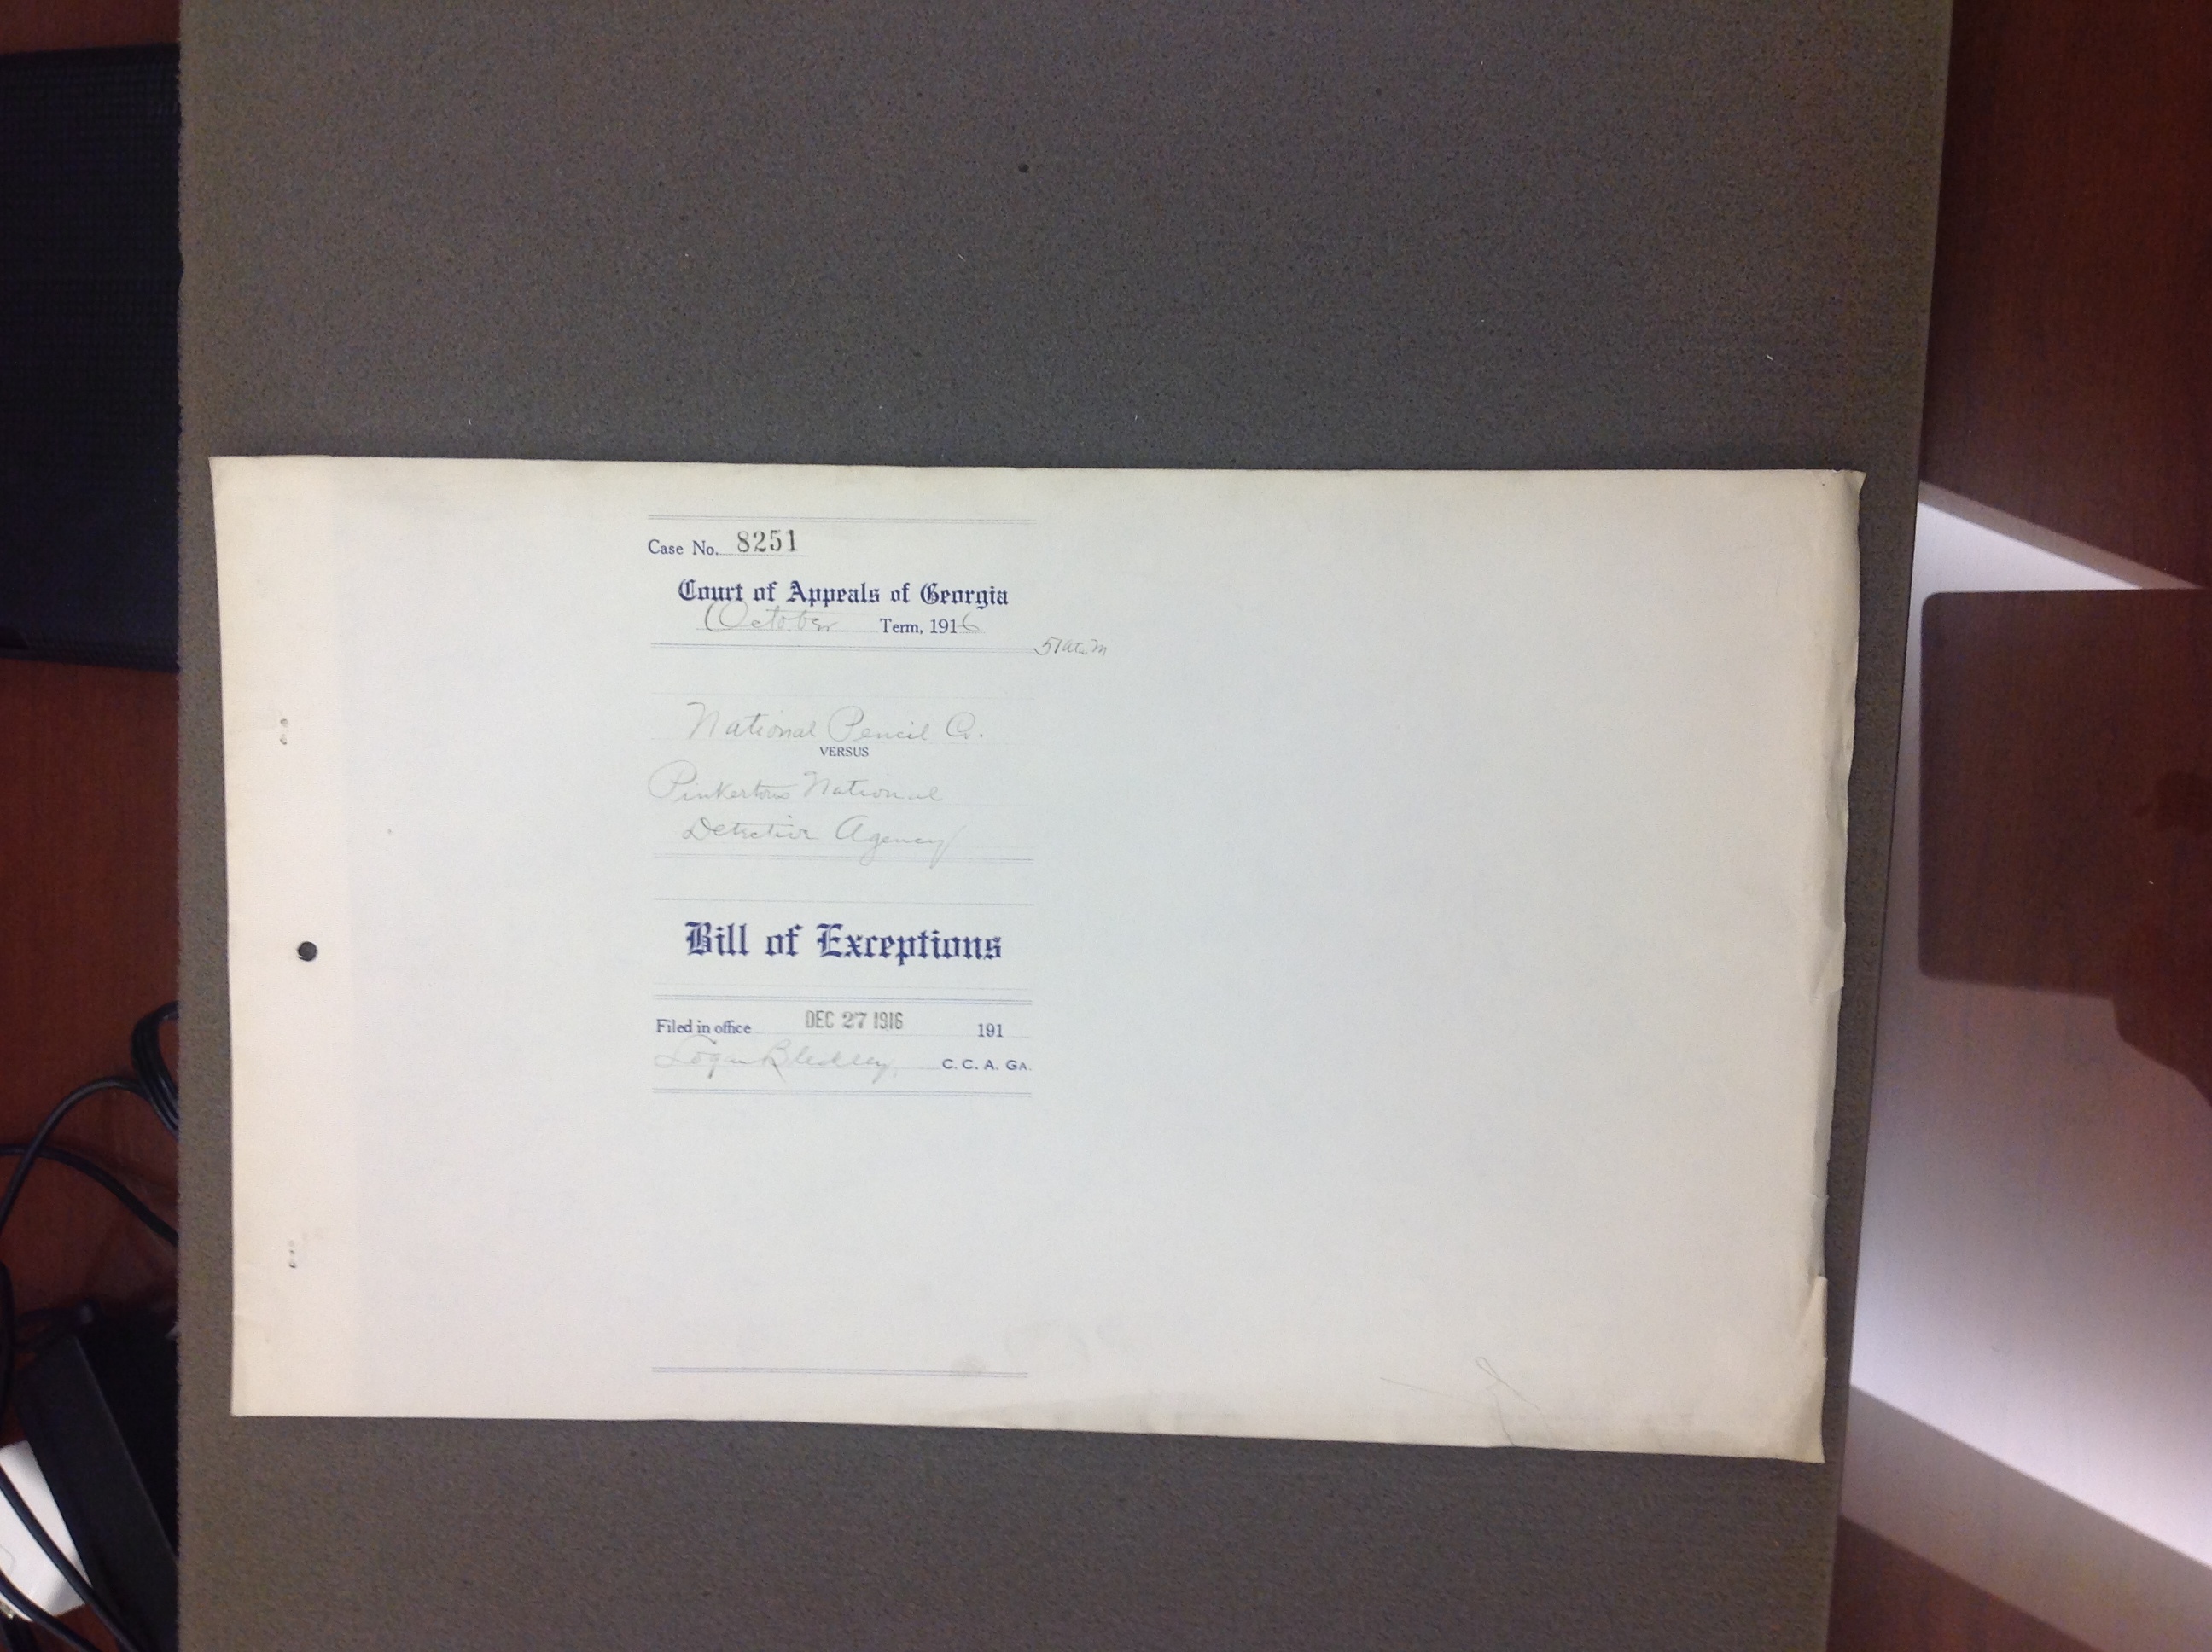 Case No. 8251
Court of Appeals of Georgia
October Term, 1916
National Pencil Co.
VERSUS
Pinkertons National
Detective Agency
Bill of Exceptions
Filed in office DEC 27 1916 191
Logan Bleckley, C. C. A. GA.